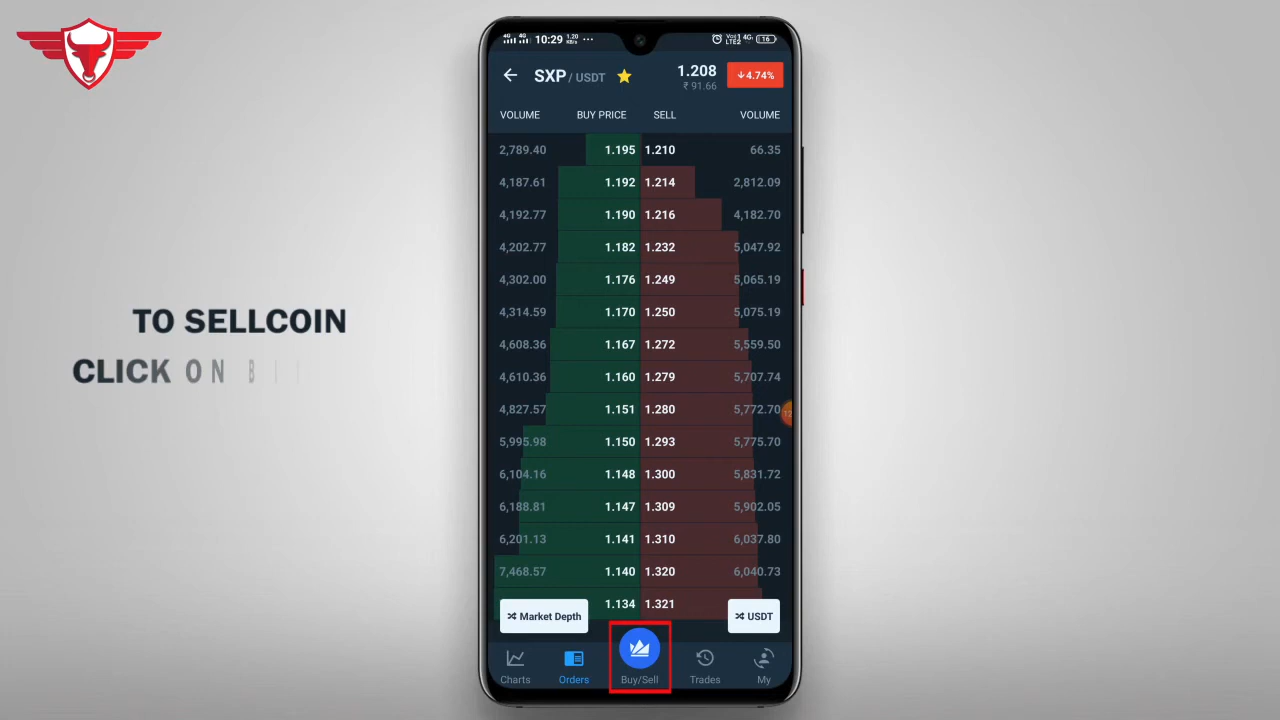 10:29 1.20 KB/s ...
16
SXP / USDT 1.208 4.74%
₹ 91.66
VOLUME BUY PRICE SELL VOLUME
2,789.40 1.195 1.210 66.35
4,187.61 1.192 1.214 2,812.09
4,192.77 1.190 1.216 4,182.70
4,202.77 1.182 1.232 5,047.92
4,302.00 1.176 1.249 5,065.19
4,314.59 1.170 1.250 5,075.19
TO SELLCOIN
4,608.36 1.167 1.272 5,559.50
CLICK ON
4,610.36 1.160 1.279 5,707.74
4,827.57 1.151 1.280 5,772.70
12
5,995.98 1.150 1.293 5,775.70
6,104.16 1.148 1.300 5,831.72
6,188.81 1.147 1.309 5,902.05
6,201.13 1.141 1.310 6,037.80
7,468.57 1.140 1.320 6,040.73
1.134 1.321
Market Depth USDT
Charts Orders Buy/Sell Trades My